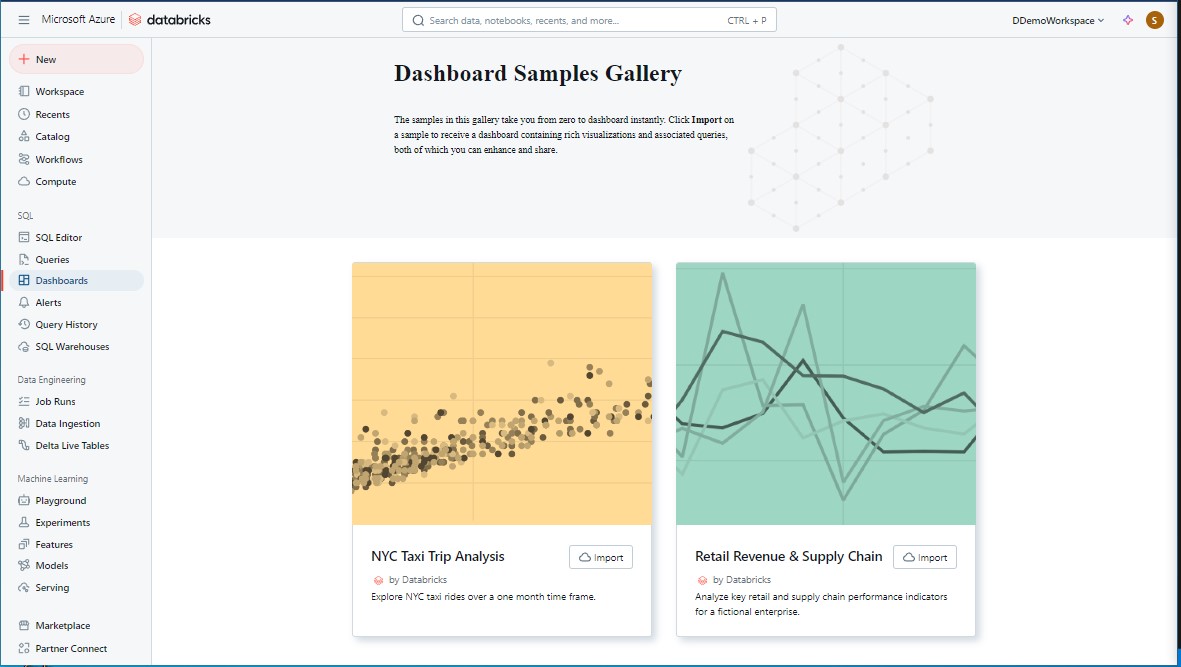 Microsoft Azure databricks Search data, notebooks, recents, and more... CTRL + P DDemoWorkspace S
New
Workspace
Recents
Catalog
Workflows
Compute
SQL
SQL Editor
Queries
Dashboards
Alerts
Query History
SQL Warehouses
Data Engineering
Job Runs
Data Ingestion
Delta Live Tables
Machine Learning
Playground
Experiments
Features
Models
Serving
Marketplace
Partner Connect
Dashboard Samples Gallery
The samples in this gallery take you from zero to dashboard instantly. Click Import on
a sample to receive a dashboard containing rich visualizations and associated queries,
both of which you can enhance and share.
NYC Taxi Trip Analysis Import
by Databricks
Explore NYC taxi rides over a one month time frame.
Retail Revenue & Supply Chain Import
by Databricks
Analyze key retail and supply chain performance indicators
for a fictional enterprise.